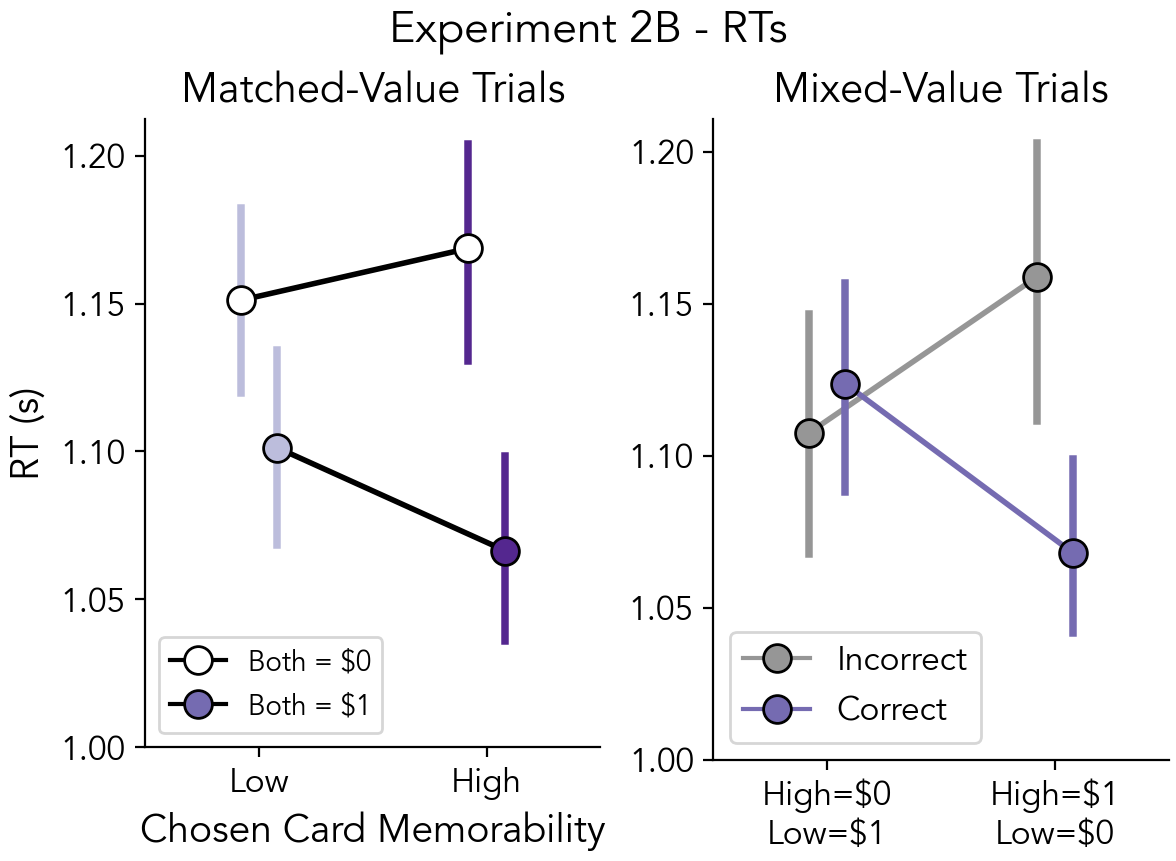 Experiment 2B - RTs
Matched-Value Trials
RT (s)
1.20
1.15
1.10
1.05
1.00
Both = $0
Both = $1
Low
High
Chosen Card Memorability
Mixed-Value Trials
1.20
1.15
1.10
1.05
1.00
Incorrect
Correct
High=$0
Low=$1
High=$1
Low=$0